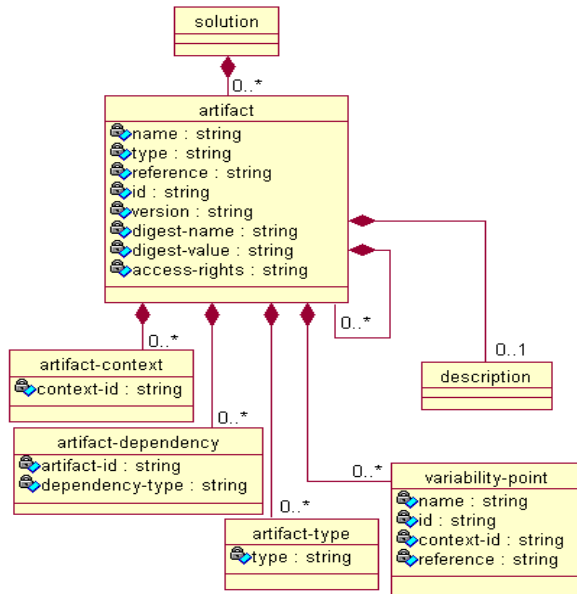 solution
0..*
artifact
name : string
type : string
reference : string
id : string
version : string
digest-name : string
digest-value : string
access-rights : string
0..*
0..*
0..1
artifact-context
context-id : string
description
0..*
artifact-dependency
artifact-id : string
dependency-type : string
0..*
variability-point
name : string
id : string
context-id : string
reference : string
0..*
artifact-type
type : string